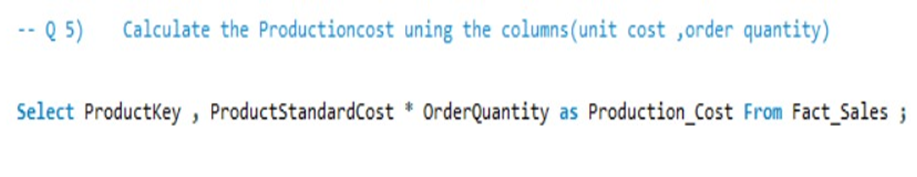 -- Q 5) Calculate the Productioncost uning the columns(unit cost ,order quantity)
Select ProductKey , ProductStandardCost * OrderQuantity as Production_Cost From Fact_Sales ;